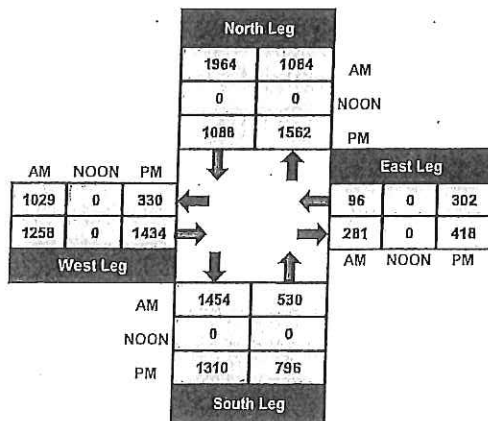 North Leg
1964 1084 AM
0 0 NOON
1088 1562 PM
AM NOON PM
East Leg
1029 0 330
96 0 302
1258 0 1434
281 0 418
West Leg
AM NOON PM
AM 1454 530
NOON 0 0
PM 1310 796
South Leg